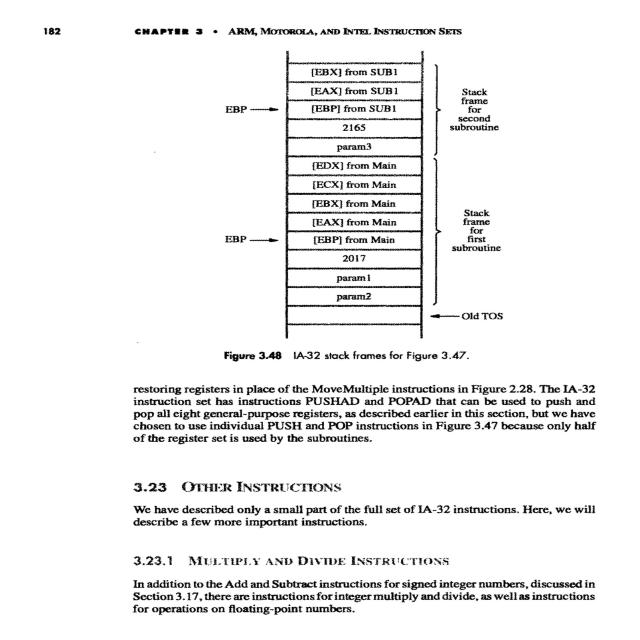 182 CHAPTER 3 • ARM, MOTOROLA, AND INTEL INSTRUCTION SETS
[EBX] from SUB1
[EAX] from SUB1
EBP [EBP] from SUB1
2165
param3
Stack
frame
for
second
subroutine
[EDX] from Main
[ECX] from Main
[EBX] from Main
[EAX] from Main
EBP [EBP] from Main
2017
param1
param2
Stack
frame
for
first
subroutine
Old TOS
Figure 3.48 IA-32 stack frames for Figure 3.47.
restoring registers in place of the MoveMultiple instructions in Figure 2.28. The IA-32
instruction set has instructions PUSHAD and POPAD that can be used to push and
pop all eight general-purpose registers, as described earlier in this section, but we have
chosen to use individual PUSH and POP instructions in Figure 3.47 because only half
of the register set is used by the subroutines.
3.23 OTHER INSTRUCTIONS
We have described only a small part of the full set of IA-32 instructions. Here, we will
describe a few more important instructions.
3.23.1 MULTIPLY AND DIVIDE INSTRUCTIONS
In addition to the Add and Subtract instructions for signed integer numbers, discussed in
Section 3.17, there are instructions for integer multiply and divide, as well as instructions
for operations on floating-point numbers.